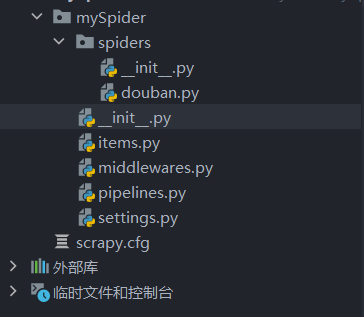 mySpider
spiders
__init__.py
douban.py
__init__.py
items.py
middlewares.py
pipelines.py
settings.py
scrapy.cfg
外部库
临时文件和控制台